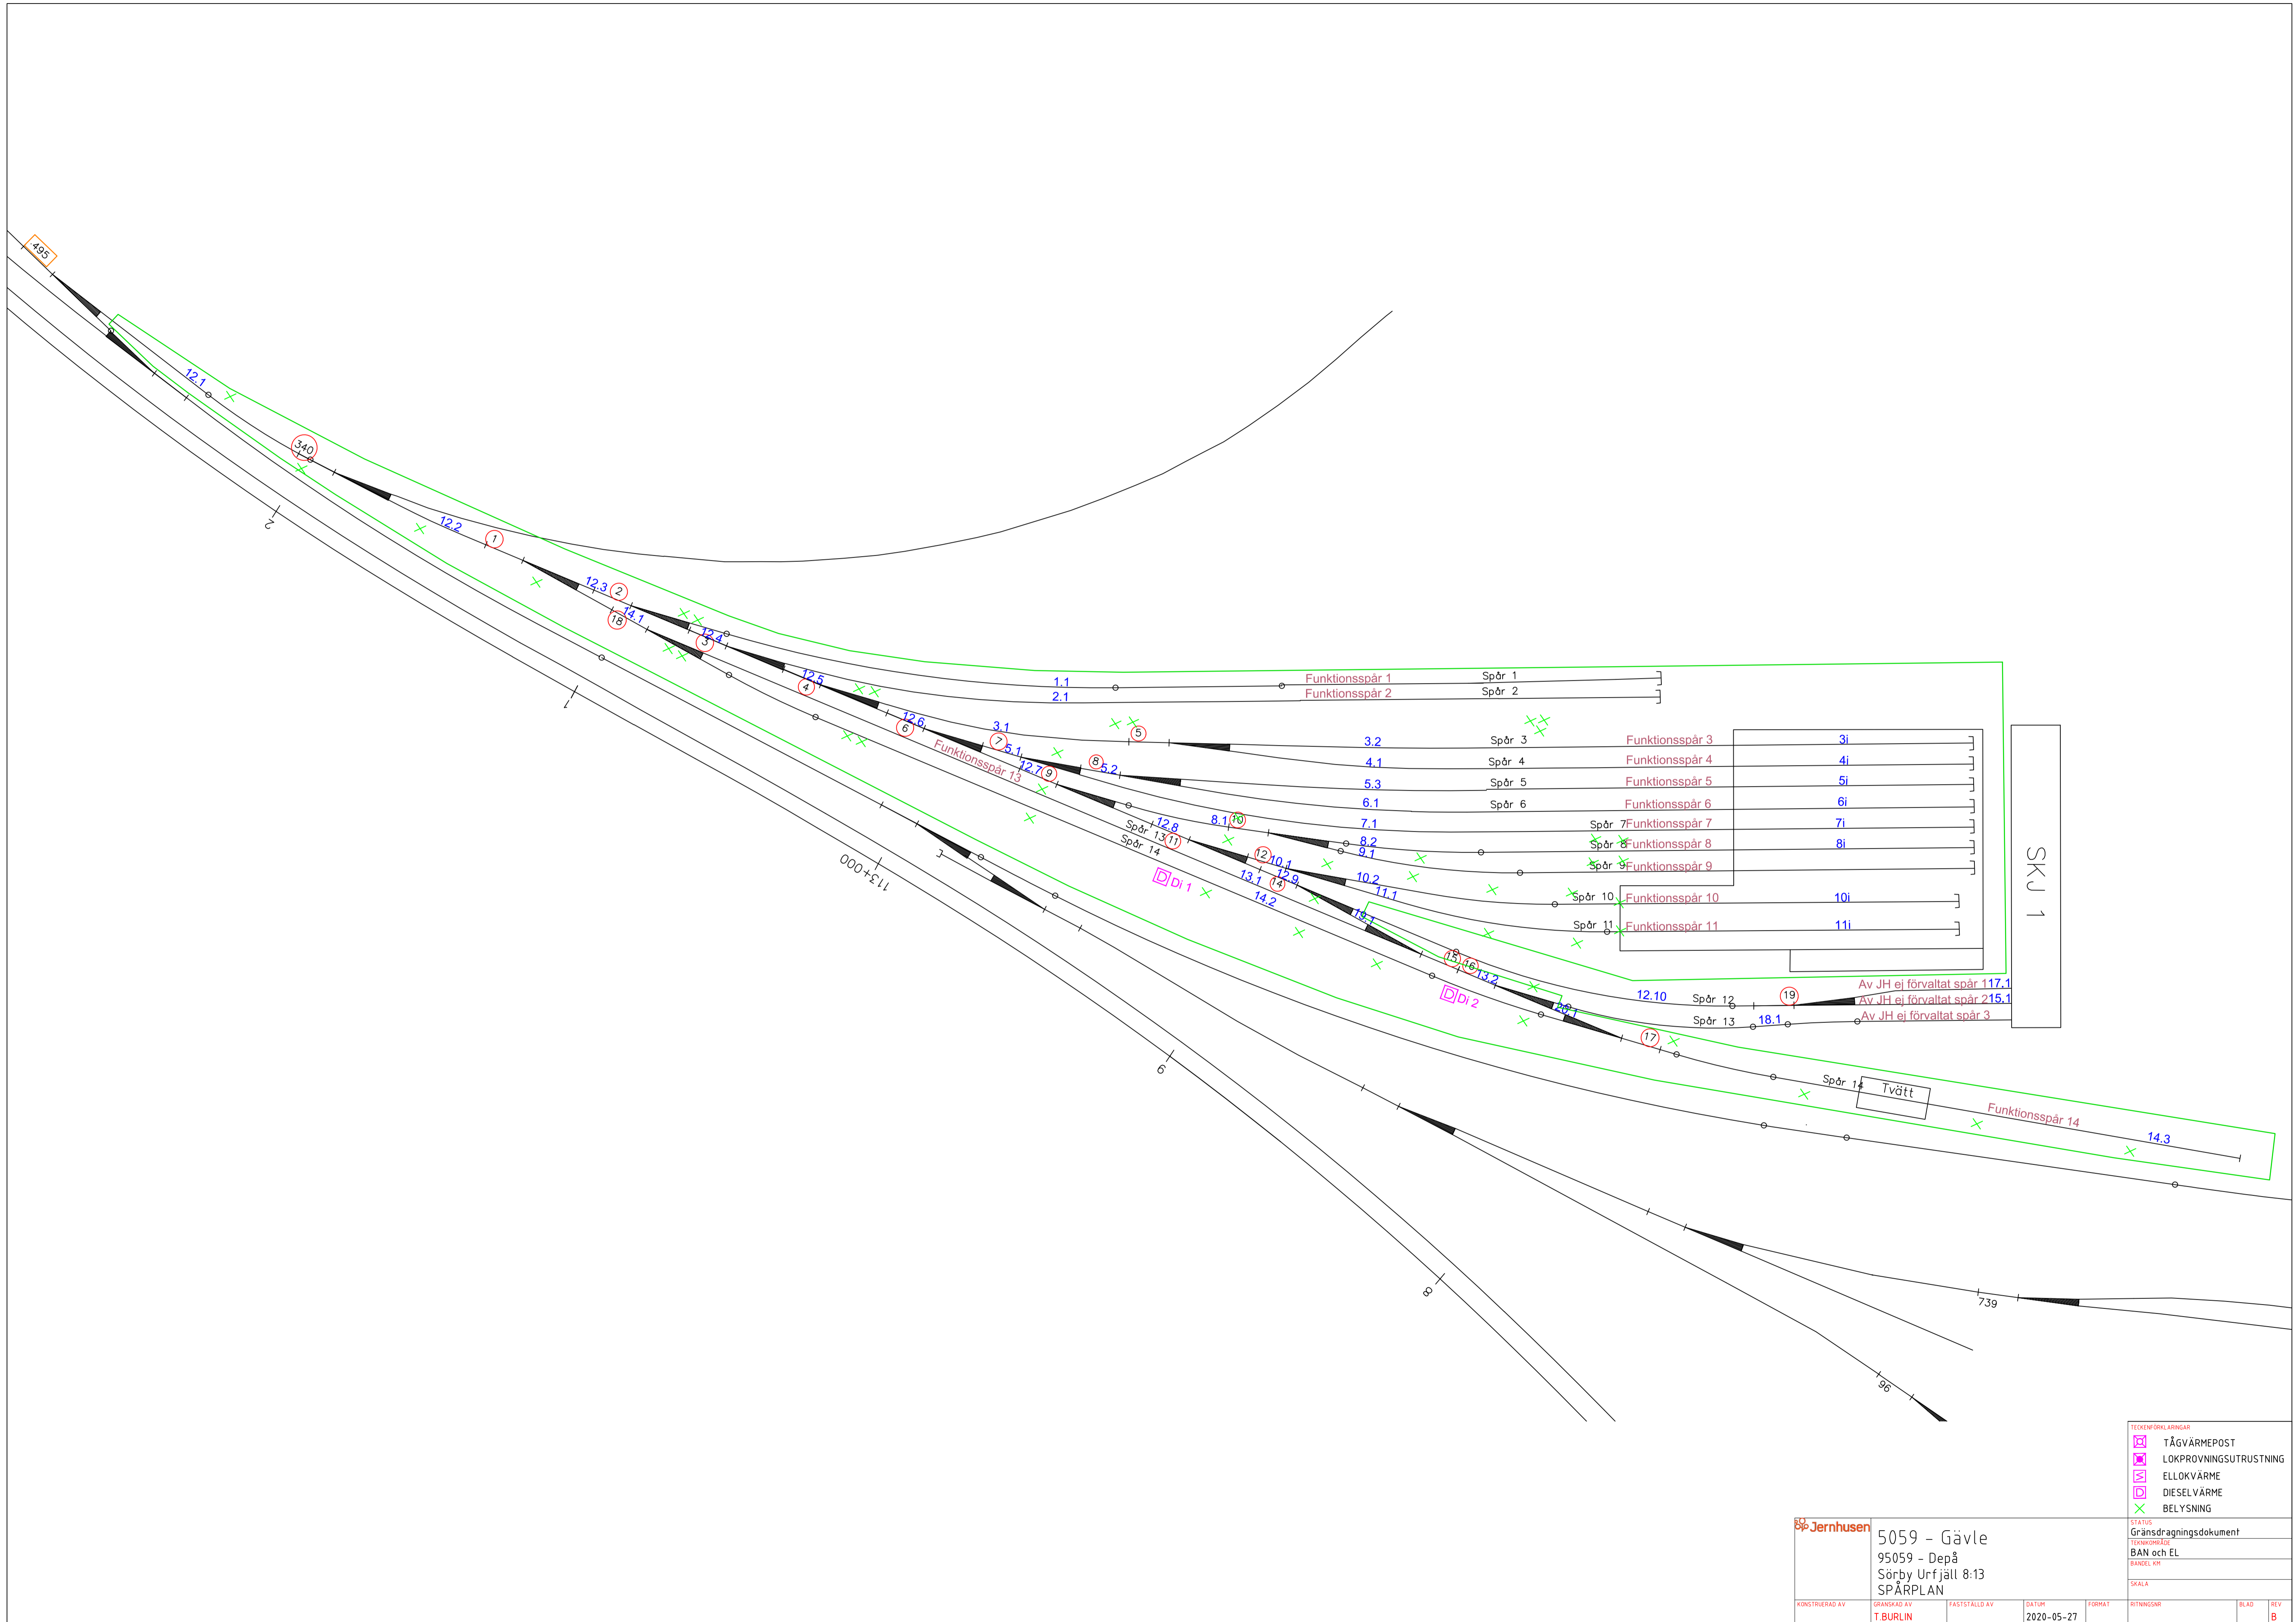 495
12.1
340
2
12.2
1
12.3
2
14.1
18
12.4
3
1
12.5
4
1.1
Funktionsspår 1
Spår 1
2.1
Funktionsspår 2
Spår 2
12.6
6
3.1
5
7
5.1
3.2
Spår 3
Funktionsspår 3
3i
Funktionsspår 13
12.7
9
8
5.2
4.1
Spår 4
Funktionsspår 4
4i
5.3
Spår 5
Funktionsspår 5
5i
6.1
Spår 6
Funktionsspår 6
6i
12.8
8.1
10
7.1
Spår 7
Funktionsspår 7
7i
Spår 13
11
8.2
Spår 8
Funktionsspår 8
8i
Spår 14
12
9.1
Spår 9
Funktionsspår 9
113+000
10.1
Di 1
13.1
12.9
14
10.2
11.1
14.2
Spår 10
Funktionsspår 10
10i
19.1
Spår 11
Funktionsspår 11
11i
SKJ 1
15
16
13.2
Di 2
20.1
12.10
Spår 12
19
Av JH ej förvaltat spår 1
17.1
Av JH ej förvaltat spår 2
15.1
Spår 13
18.1
Av JH ej förvaltat spår 3
17
9
Spår 14
Tvätt
Funktionsspår 14
14.3
8
739
96
TECKENFÖRKLARINGAR
TÅGVÄRMEPOST
LOKPROVNINGSUTRUSTNING
ELLOKVÄRME
DIESELVÄRME
BELYSNING
Jernhusen
5059 - Gävle
95059 - Depå
Sörby Urfjäll 8:13
SPÅRPLAN
STATUS
Gränsdragningsdokument
TEKNIKOMRÅDE
BAN och EL
BANDEL KM
SKALA
KONSTRUERAD AV
GRANSKAD AV
T.BURLIN
FASTSTÄLLD AV
DATUM
2020-05-27
FORMAT
RITNINGSNR
BLAD
REV
B